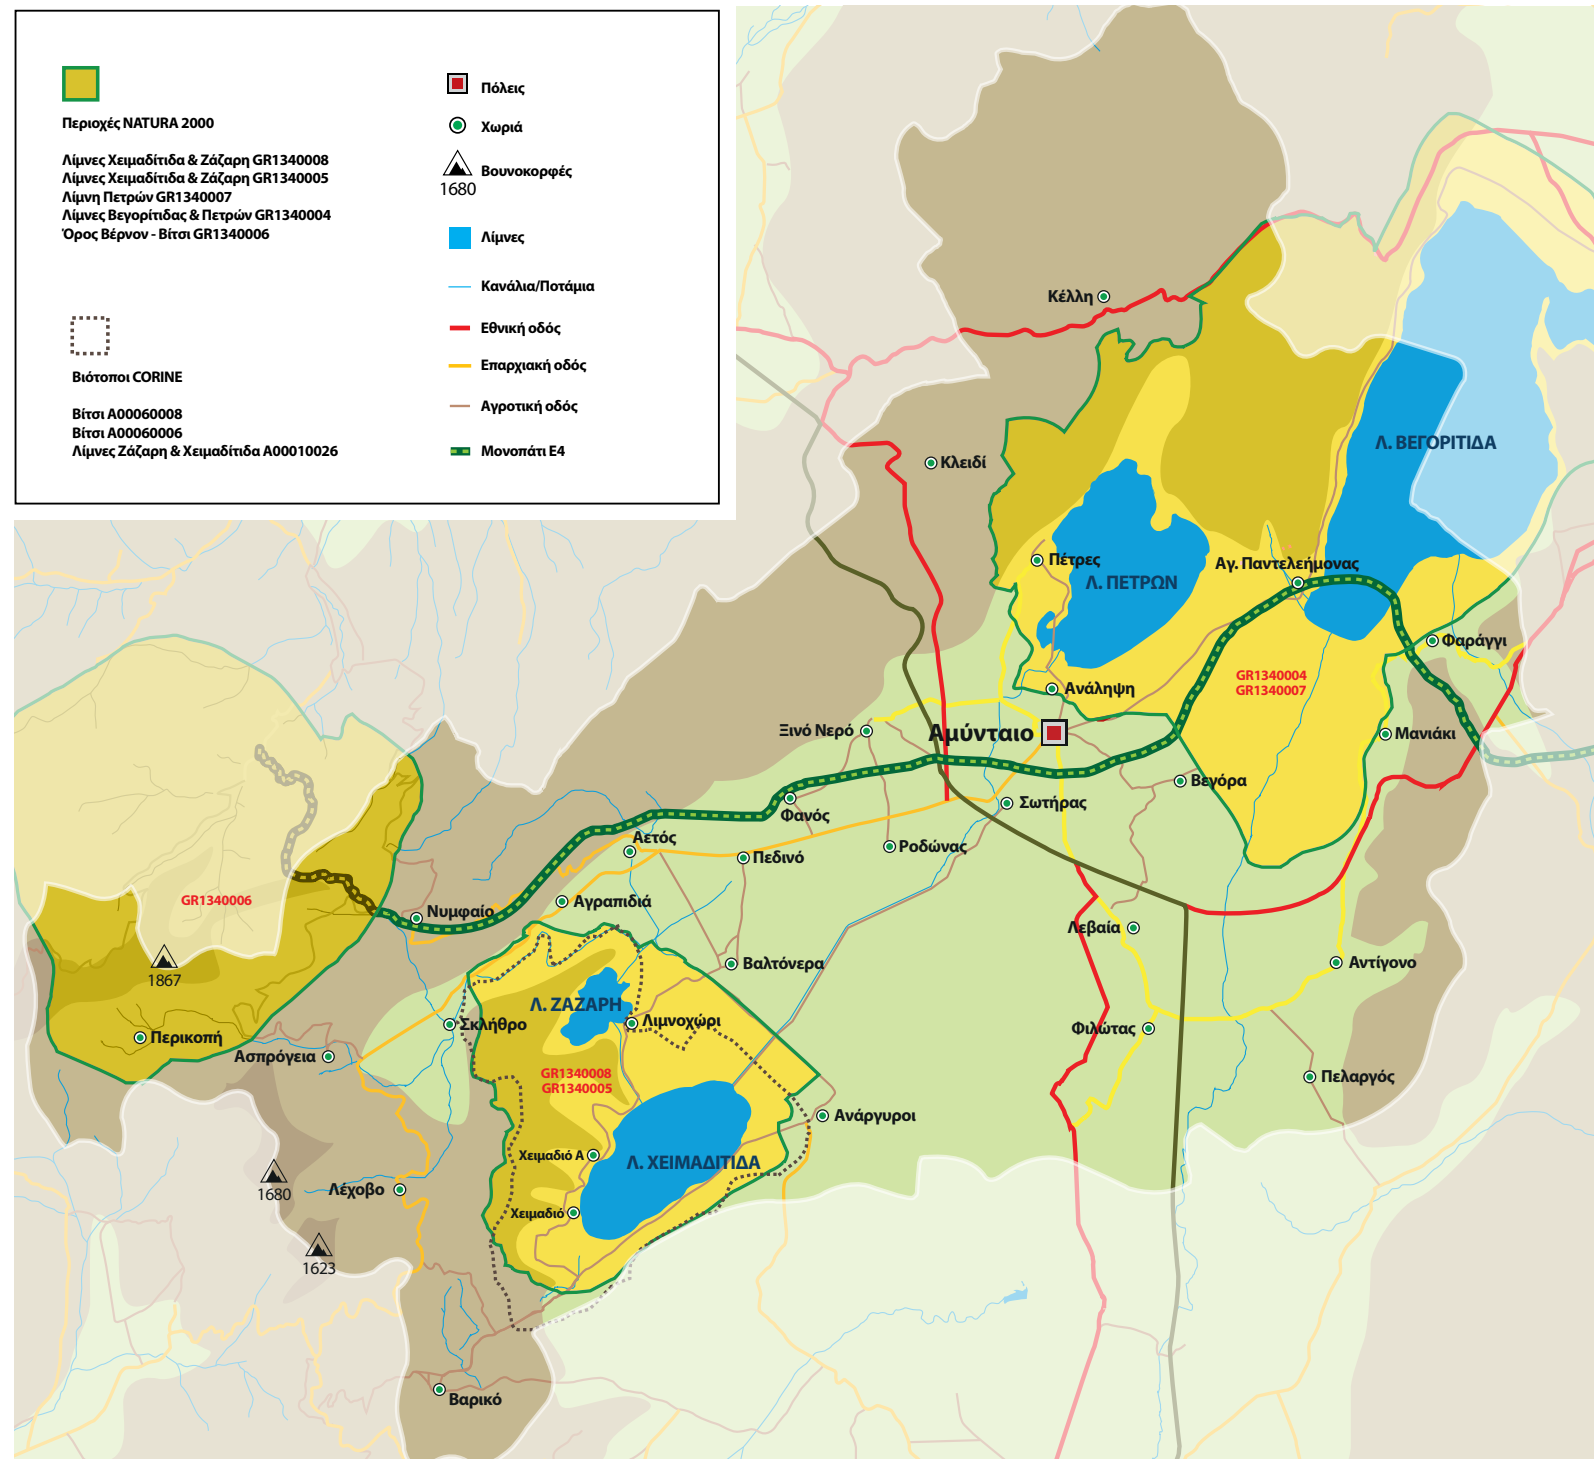 Περιοχές NATURA 2000
Λίμνες Χειμαδίτιδα & Ζάζαρη GR1340008
Λίμνες Χειμαδίτιδα & Ζάζαρη GR1340005
Λίμνη Πετρών GR1340007
Λίμνες Βεγορίτιδας & Πετρών GR1340004
Όρος Βέρνον - Βίτσι GR1340006
Βιότοποι CORINE
Βίτσι A00060008
Βίτσι A00060006
Λίμνες Ζάζαρη & Χειμαδίτιδα A00010026
Πόλεις
Χωριά
Βουνοκορφές
1680
Λίμνες
Κανάλια/Ποτάμια
Εθνική οδός
Επαρχιακή οδός
Αγροτική οδός
Μονοπάτι Ε4
Κέλλη
Κλειδί
Λ. ΒΕΓΟΡΙΤΙΔΑ
Πέτρες
Λ. ΠΕΤΡΩΝ
Αγ. Παντελεήμονας
Φαράγγι
GR1340004
GR1340007
Ανάληψη
Ξινό Νερό
Αμύνταιο
Μανιάκι
Βεγόρα
Σωτήρας
Φανός
Αετός
Πεδινό
Ροδώνας
GR1340006
Αγραπιδιά
Νυμφαίο
Λεβαία
1867
Βαλτόνερα
Αντίγονο
Λ. ΖΑΖΑΡΗ
Λιμνοχώρι
Σκλήθρο
Φιλώτας
Περικοπή
Ασπρόγεια
GR1340008
GR1340005
Πελαργός
Ανάργυροι
Χειμαδιό Α
Λ. ΧΕΙΜΑΔΙΤΙΔΑ
1680
Λέχοβο
Χειμαδιό
1623
Βαρικό